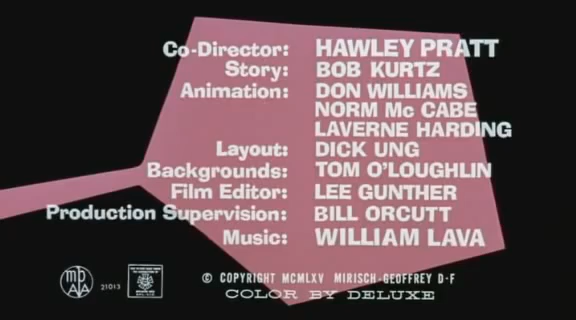 Co-Director: HAWLEY PRATT
Story: BOB KURTZ
Animation: DON WILLIAMS
NORM Mc CABE
LAVERNE HARDING
Layout: DICK UNG
Backgrounds: TOM O'LOUGHLIN
Film Editor: LEE GUNTHER
Production Supervision: BILL ORCUTT
Music: WILLIAM LAVA
© COPYRIGHT MCMLXV MIRISCH-GEOFFREY D-F
COLOR BY DELUXE
21013